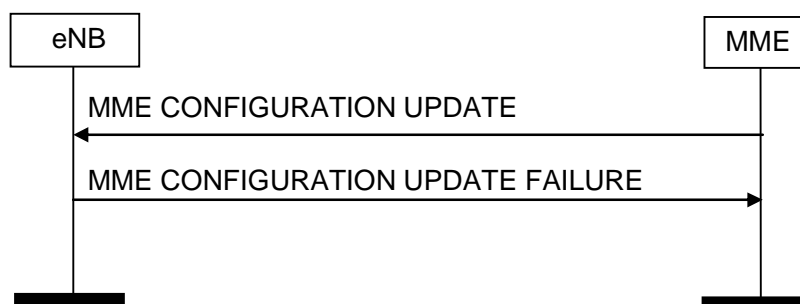 eNB
MME
MME CONFIGURATION UPDATE
MME CONFIGURATION UPDATE FAILURE